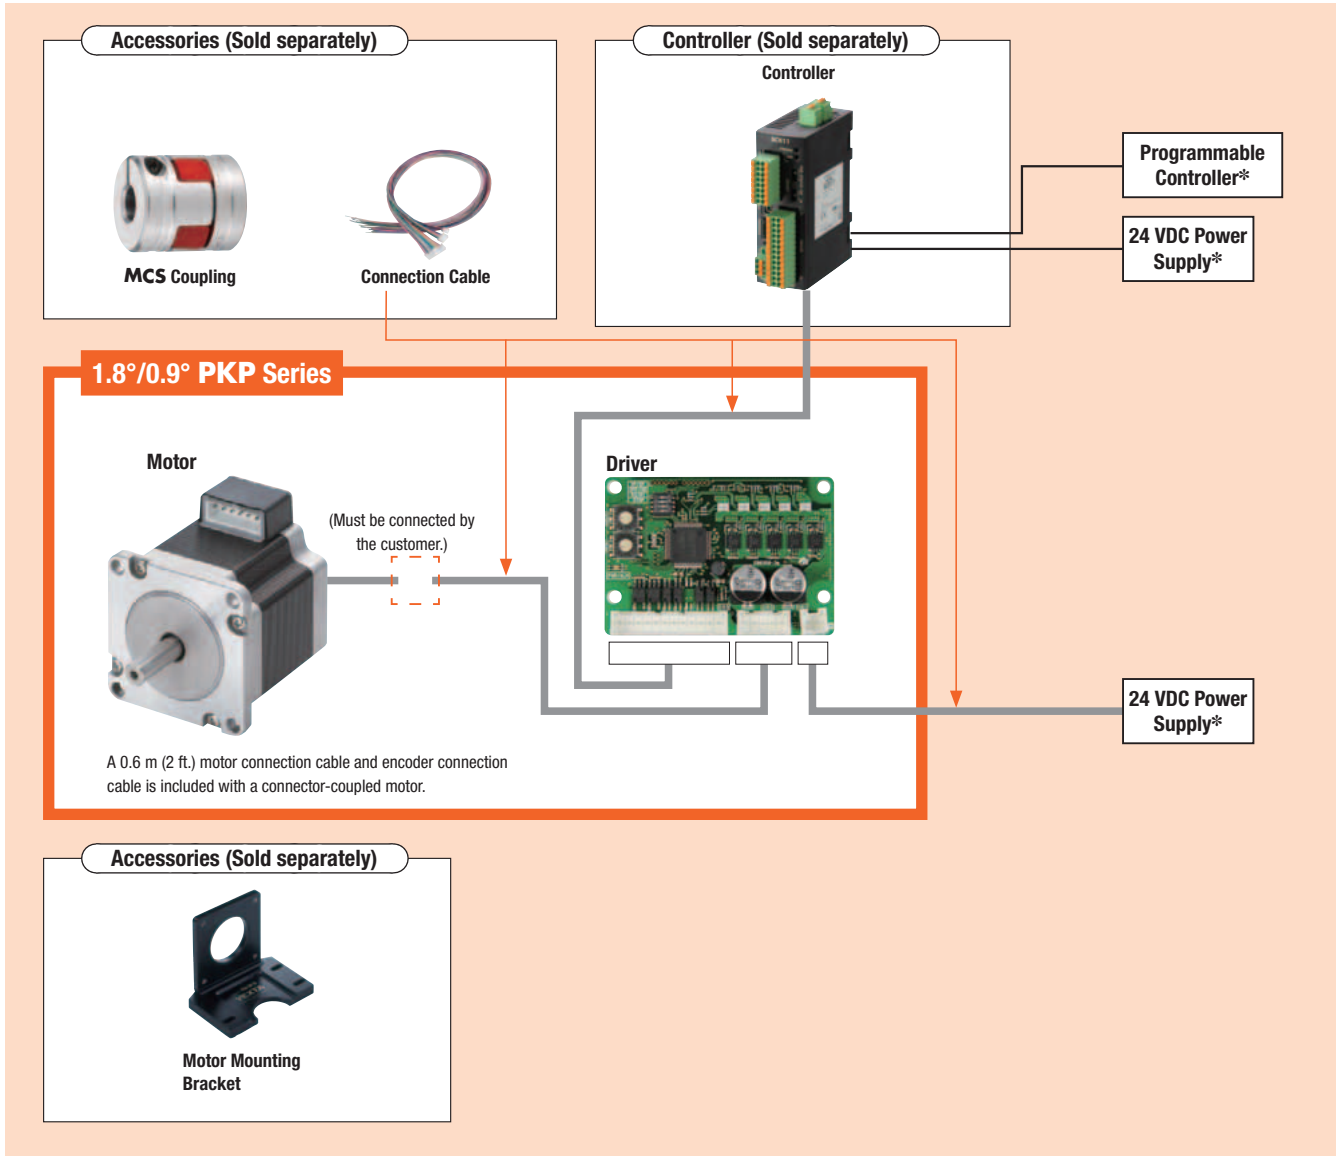 Accessories (Sold separately)
MCS Coupling
Connection Cable
Controller (Sold separately)
Controller
Programmable
Controller*
24 VDC Power
Supply*
1.8°/0.9° PKP Series
Motor
(Must be connected by
the customer.)
Driver
24 VDC Power
Supply*
A 0.6 m (2 ft.) motor connection cable and encoder connection
cable is included with a connector-coupled motor.
Accessories (Sold separately)
Motor Mounting
Bracket